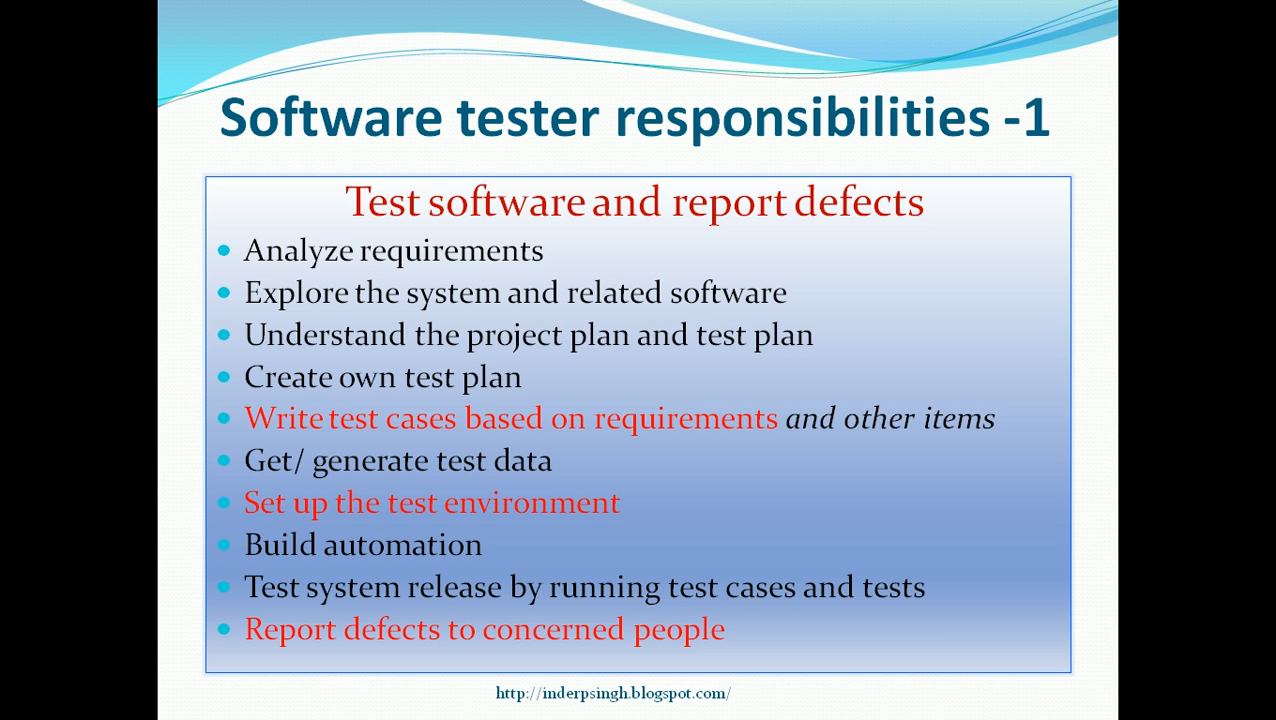 Software tester responsibilities -1
Test software and report defects
• Analyze requirements
• Explore the system and related software
• Understand the project plan and test plan
• Create own test plan
• Write test cases based on requirements and other items
• Get/ generate test data
• Set up the test environment
• Build automation
• Test system release by running test cases and tests
• Report defects to concerned people
http://inderpsingh.blogspot.com/